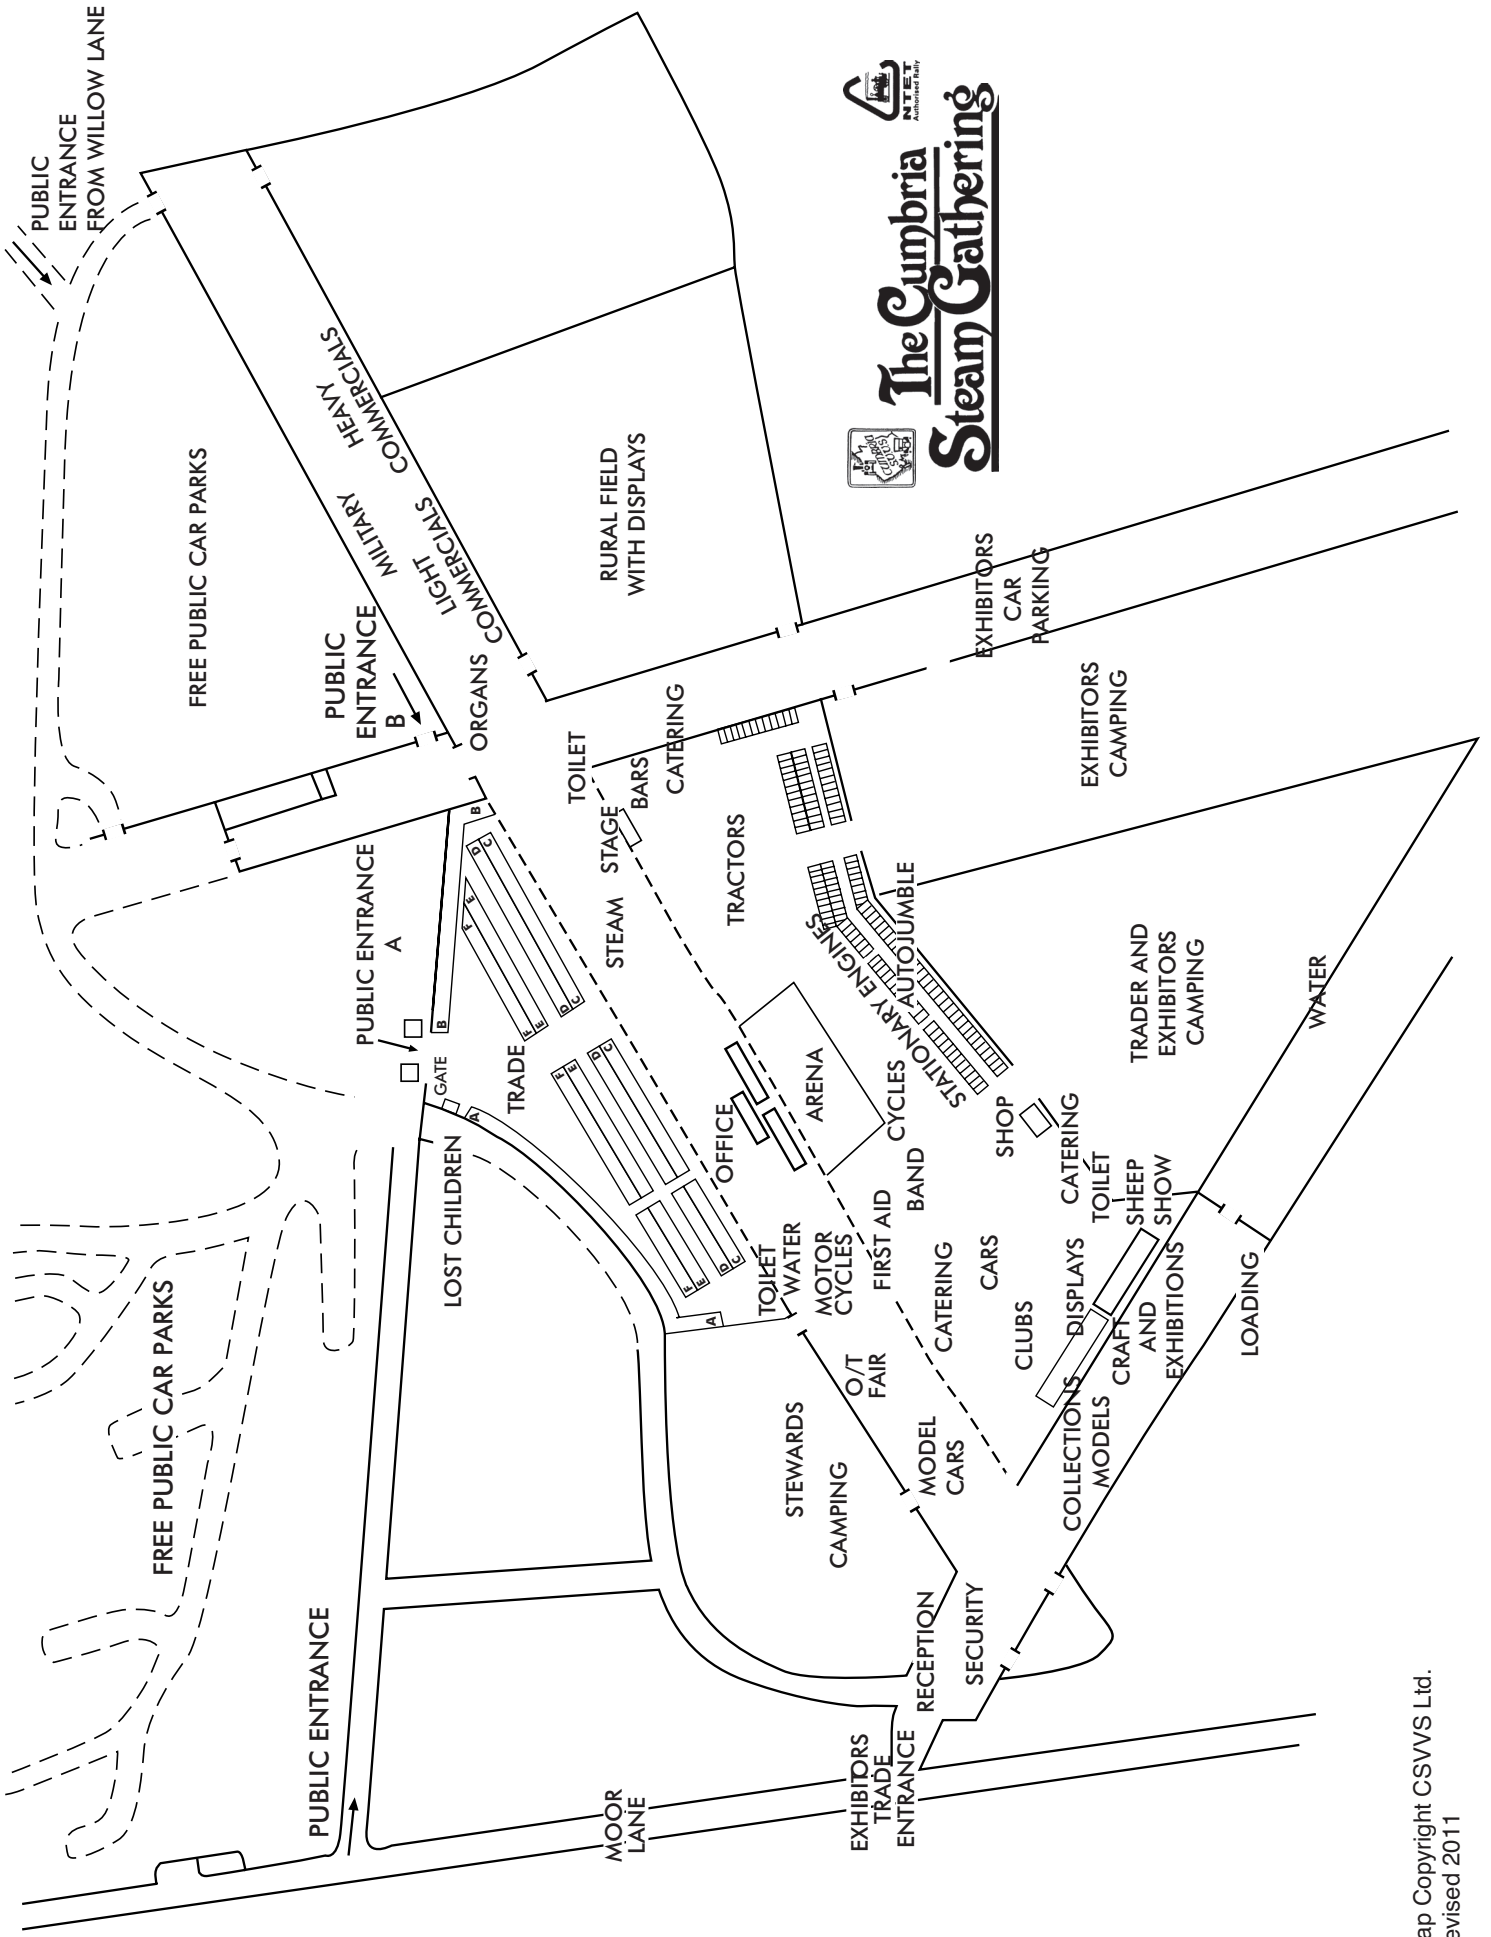 PUBLIC
ENTRANCE
FROM WILLOW LANE
FREE PUBLIC CAR PARKS
HEAVY
COMMERCIALS
MILITARY
LIGHT
COMMERCIALS
RURAL FIELD
WITH DISPLAYS
NTET
Authorised Rally
The Cumbria
Steam Gathering
PUBLIC
ENTRANCE
B
ORGANS
EXHIBITORS
CAR
PARKING
EXHIBITORS
CAMPING
TOILET
BARS
CATERING
STAGE
STEAM
TRACTORS
PUBLIC ENTRANCE
A
GATE
TRADE
B
B
D
C
E
F
F
E
D
C
A
F
E
D
C
F
E
D
C
A
OFFICE
ARENA
STATIONARY ENGINES
AUTOJUMBLE
CYCLES
SHOP
TRADER AND
EXHIBITORS
CAMPING
WATER
LOST CHILDREN
TOILET
WATER
MOTOR
CYCLES
FIRST AID
BAND
CATERING
TOILET
SHEEP
SHOW
CATERING
CARS
CLUBS
DISPLAYS
CRAFT
AND
EXHIBITIONS
LOADING
COLLECTIONS
MODELS
O/T
FAIR
MODEL
CARS
STEWARDS
CAMPING
FREE PUBLIC CAR PARKS
PUBLIC ENTRANCE
RECEPTION
SECURITY
MOOR
LANE
EXHIBITORS
TRADE
ENTRANCE
ap Copyright CSVVS Ltd.
evised 2011